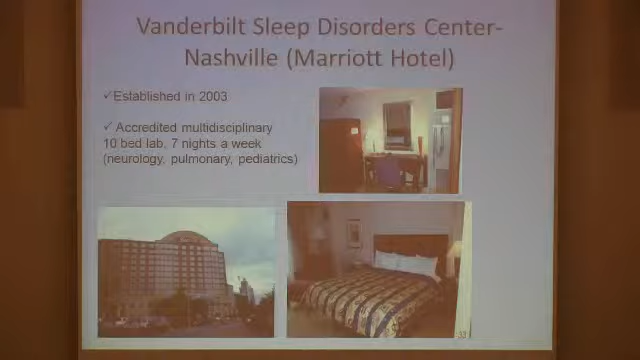 Vanderbilt Sleep Disorders Center-
Nashville (Marriott Hotel)
✓Established in 2003
✓ Accredited multidisciplinary
10 bed lab, 7 nights a week
(neurology, pulmonary, pediatrics)
33